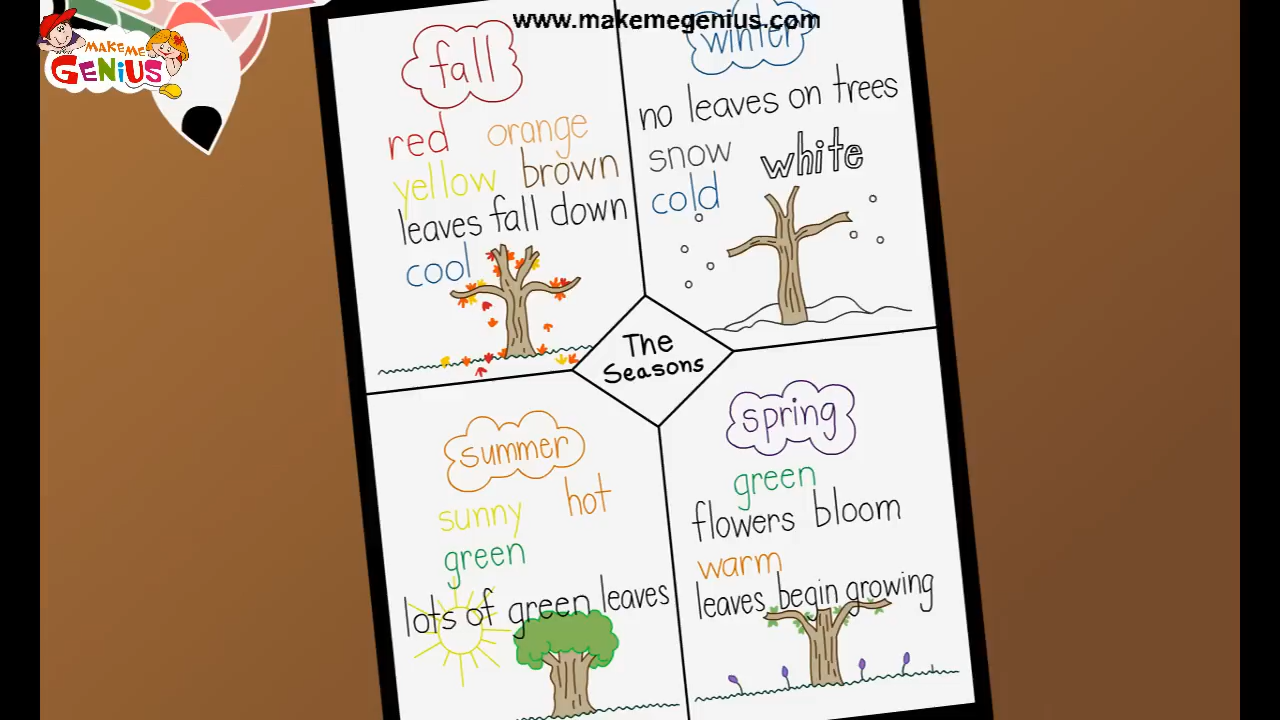 www.makemegenius.com
MAKE ME
GENiUS
fall
red orange
yellow brown
leaves fall down
cool
winter
no leaves on trees
snow white
cold
The
Seasons
summer
sunny hot
green
lots of green leaves
spring
green
flowers bloom
warm
leaves begin growing